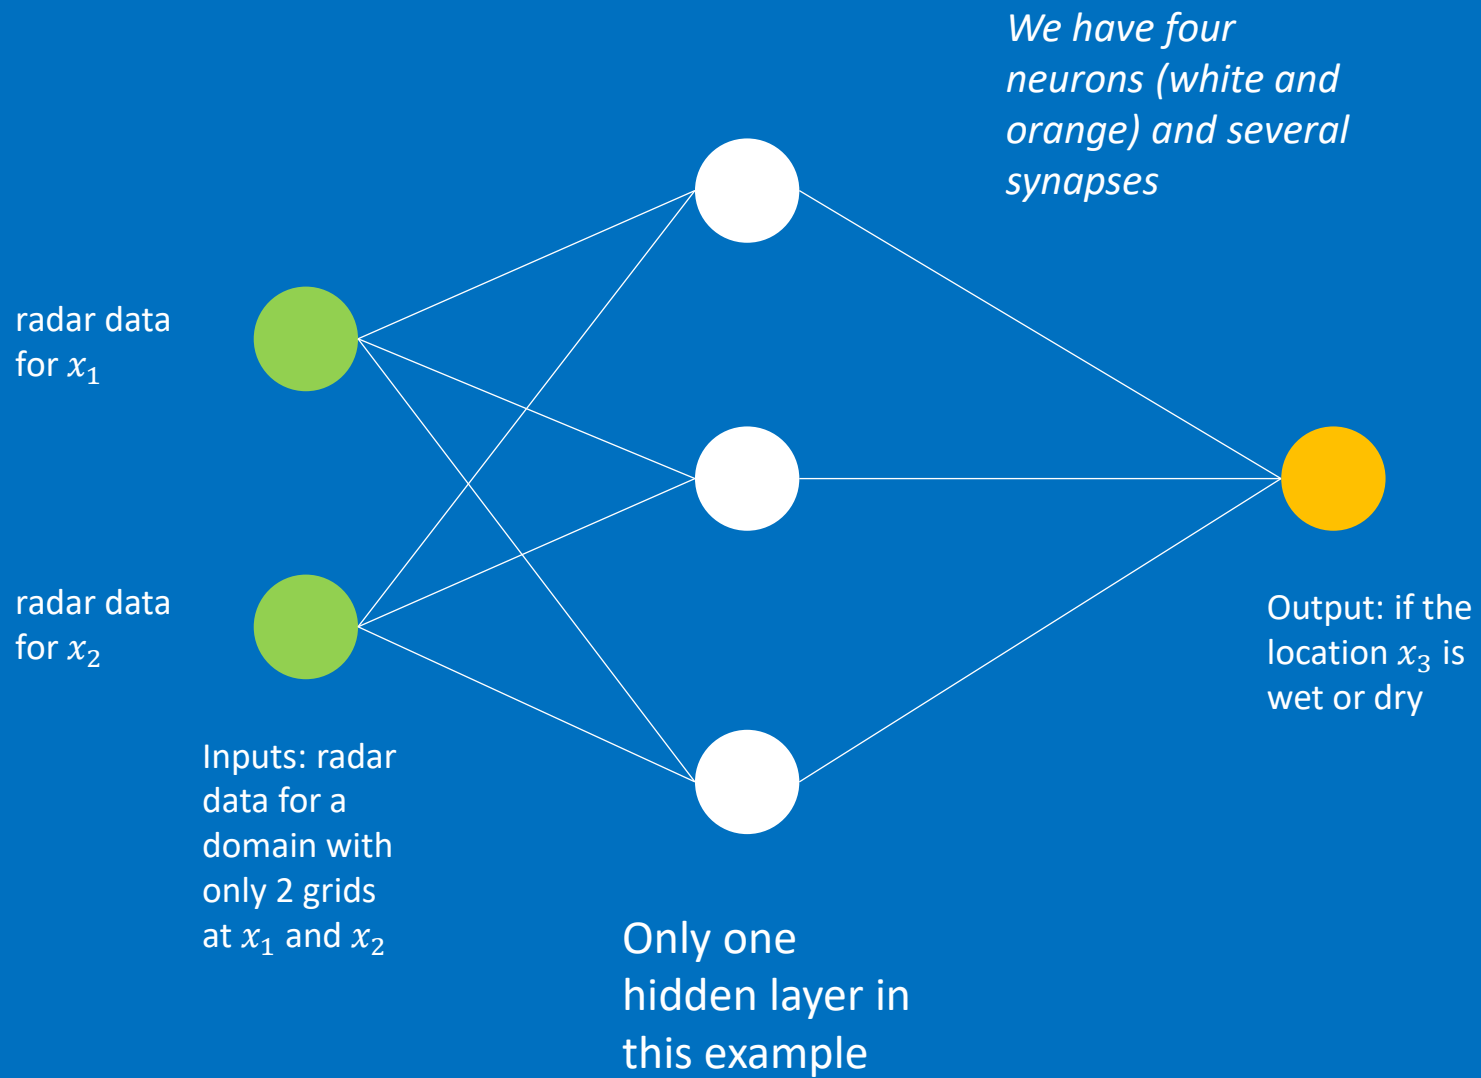 We have four
neurons (white and
orange) and several
synapses
radar data
for x₁
radar data
for x₂
Inputs: radar
data for a
domain with
only 2 grids
at x₁ and x₂
Only one
hidden layer in
this example
Output: if the
location x₃ is
wet or dry